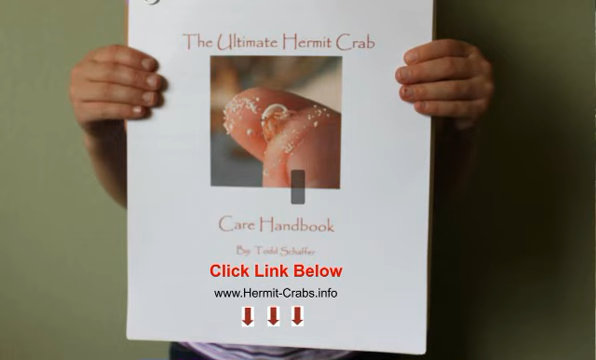 The Ultimate Hermit Crab
Care Handbook
By: Todd Schaffer
Click Link Below
www.Hermit-Crabs.info